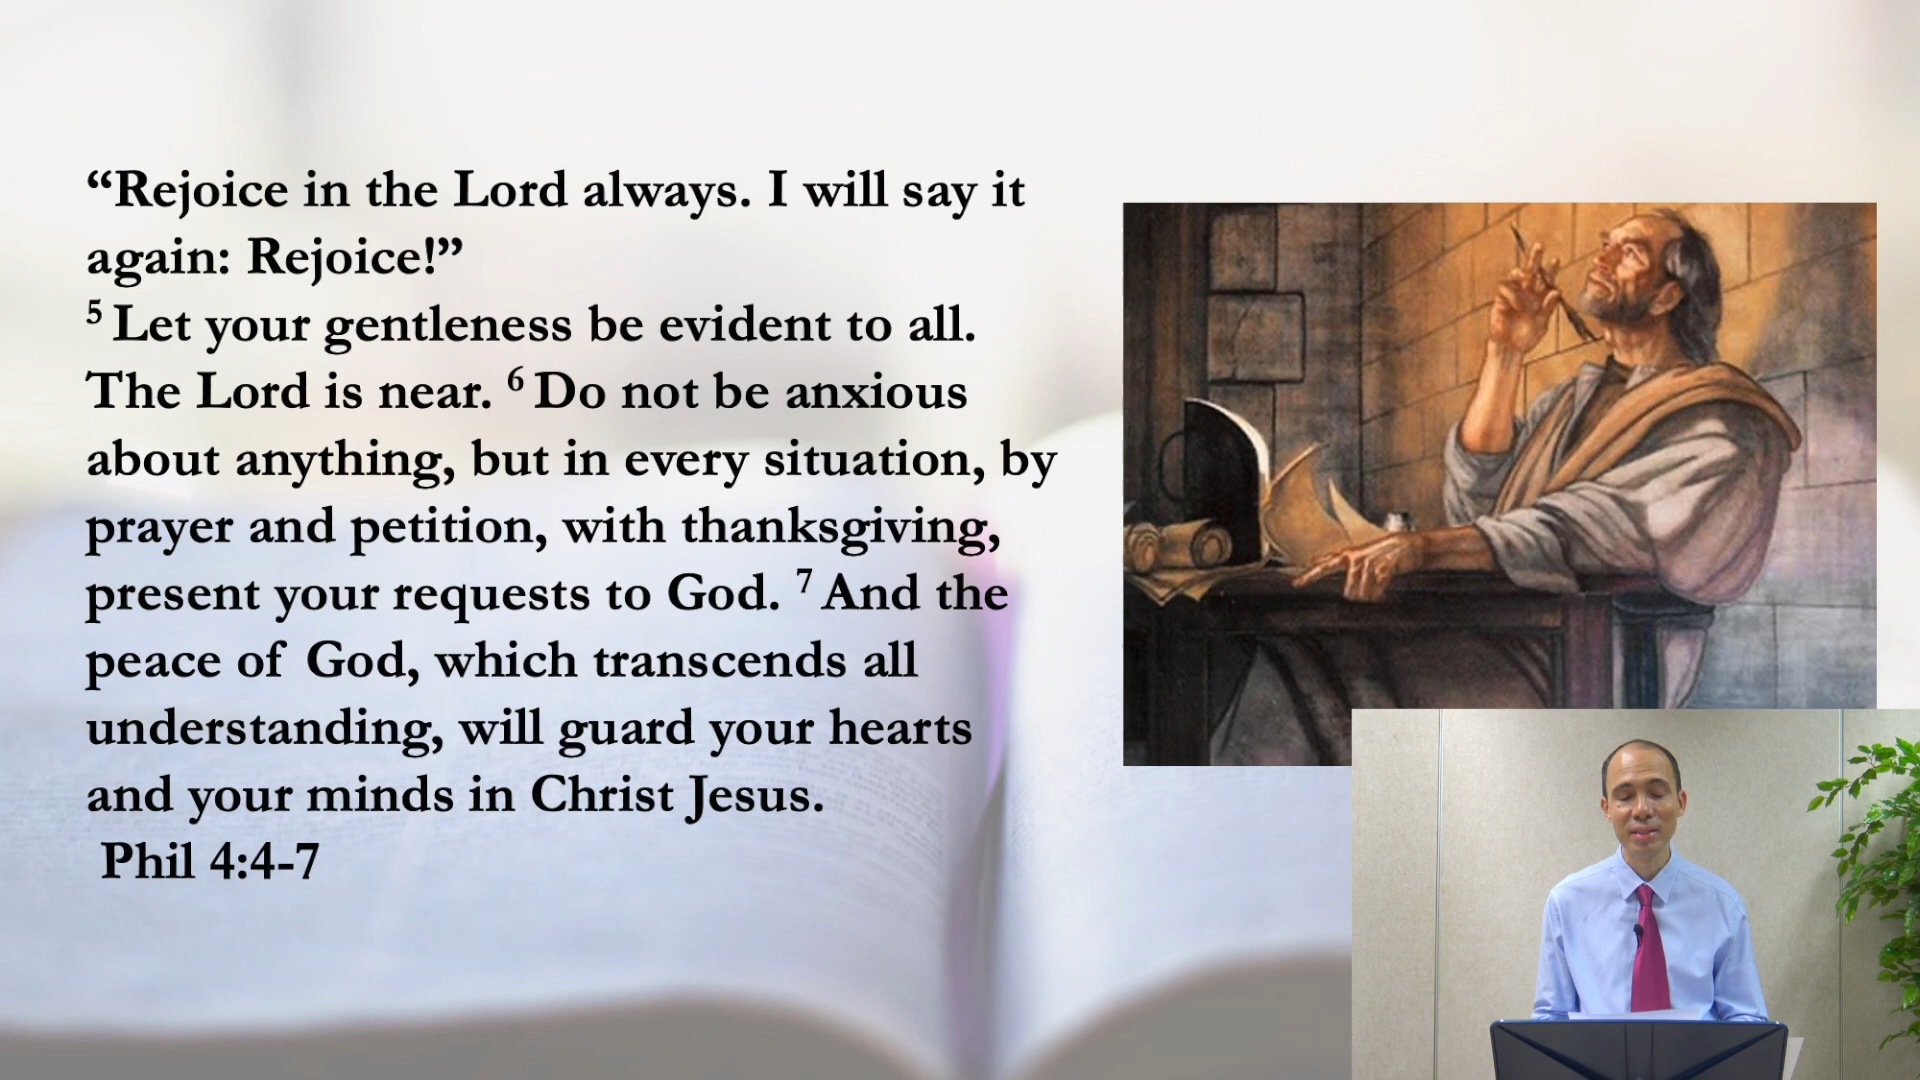 “Rejoice in the Lord always. I will say it
again: Rejoice!”
5 Let your gentleness be evident to all.
The Lord is near. 6 Do not be anxious
about anything, but in every situation, by
prayer and petition, with thanksgiving,
present your requests to God. 7 And the
peace of God, which transcends all
understanding, will guard your hearts
and your minds in Christ Jesus.
Phil 4:4-7